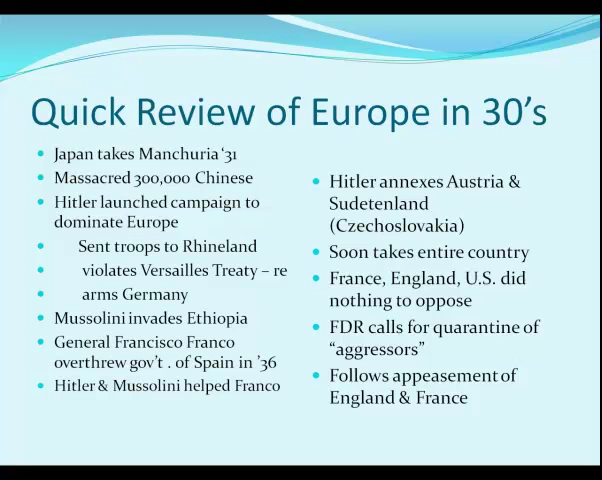 Quick Review of Europe in 30's
Japan takes Manchuria '31
Massacred 300,000 Chinese
Hitler launched campaign to
dominate Europe
Sent troops to Rhineland
violates Versailles Treaty – re
arms Germany
Mussolini invades Ethiopia
General Francisco Franco
overthrew gov't . of Spain in '36
Hitler & Mussolini helped Franco
Hitler annexes Austria &
Sudetenland
(Czechoslovakia)
Soon takes entire country
France, England, U.S. did
nothing to oppose
FDR calls for quarantine of
“aggressors”
Follows appeasement of
England & France